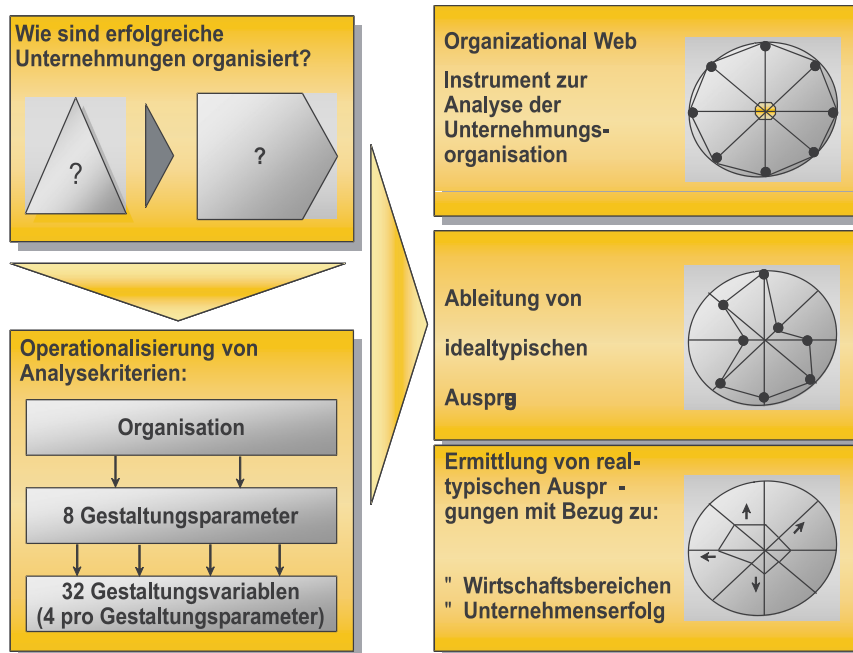 Wie sind erfolgreiche
Unternehmungen organisiert?
?
?
Operationalisierung von
Analysekriterien:
Organisation
8 Gestaltungsparameter
32 Gestaltungsvariablen
(4 pro Gestaltungsparameter)
Organizational Web
Instrument zur
Analyse der
Unternehmungs-
organisation
Ableitung von
idealtypischen
Ermittlung von real-
typischen Auspr -
gungen mit Bezug zu:
" Wirtschaftsbereichen
" Unternehmenserfolg